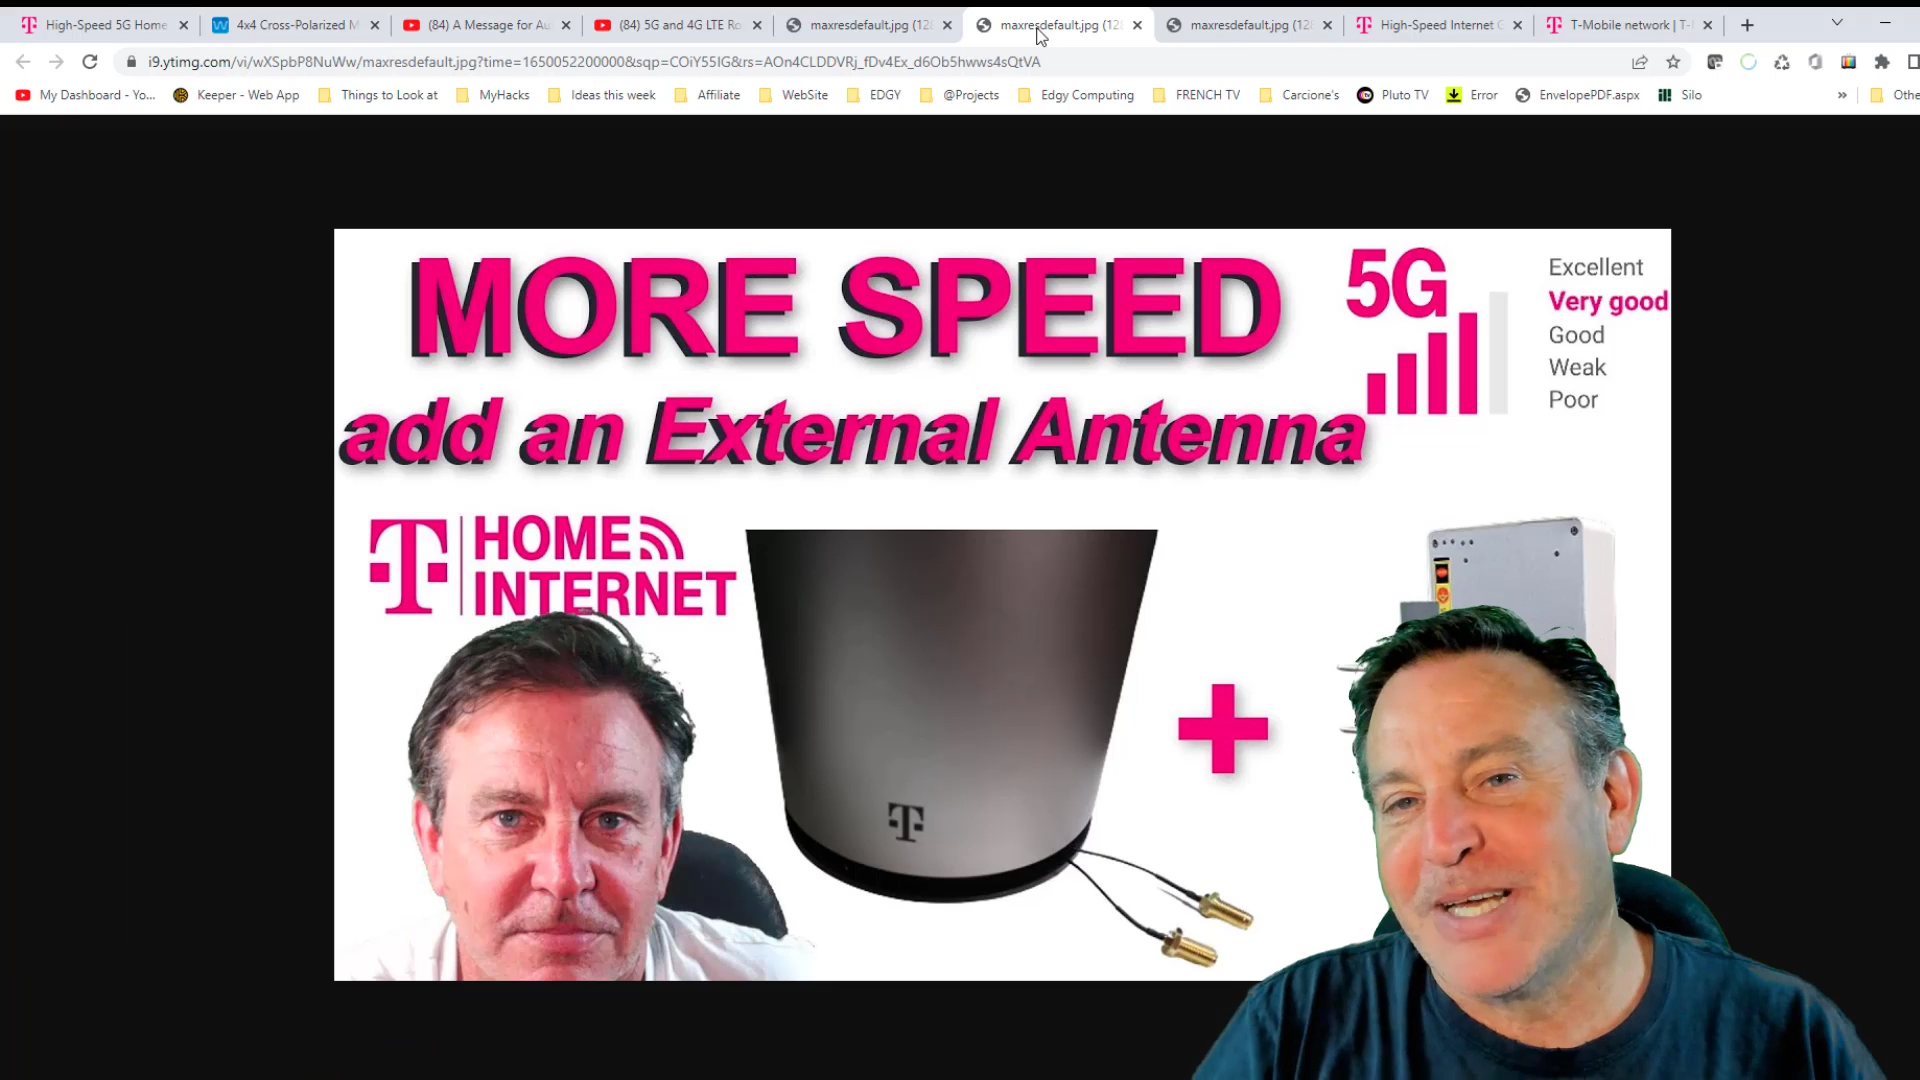 High-Speed 5G Home
4x4 Cross-Polarized M
(84) A Message for Au
(84) 5G and 4G LTE Ro
maxresdefault.jpg (128
maxresdefault.jpg (128
maxresdefault.jpg (128
High-Speed Internet G
T-Mobile network | T-
i9.ytimg.com/vi/wXSpbP8NuWw/maxresdefault.jpg?time=1650052200000&sqp=COiY55IG&rs=AOn4CLDDVRj_fDv4Ex_d6Ob5hwws4sQtVA
My Dashboard - Yo...
Keeper - Web App
Things to Look at
MyHacks
Ideas this week
Affiliate
WebSite
EDGY
@Projects
Edgy Computing
FRENCH TV
Carcione's
Pluto TV
Error
EnvelopePDF.aspx
Silo
»
Othe
MORE SPEED
add an External Antenna
5G
Excellent
Very good
Good
Weak
Poor
T HOME
INTERNET
T
+